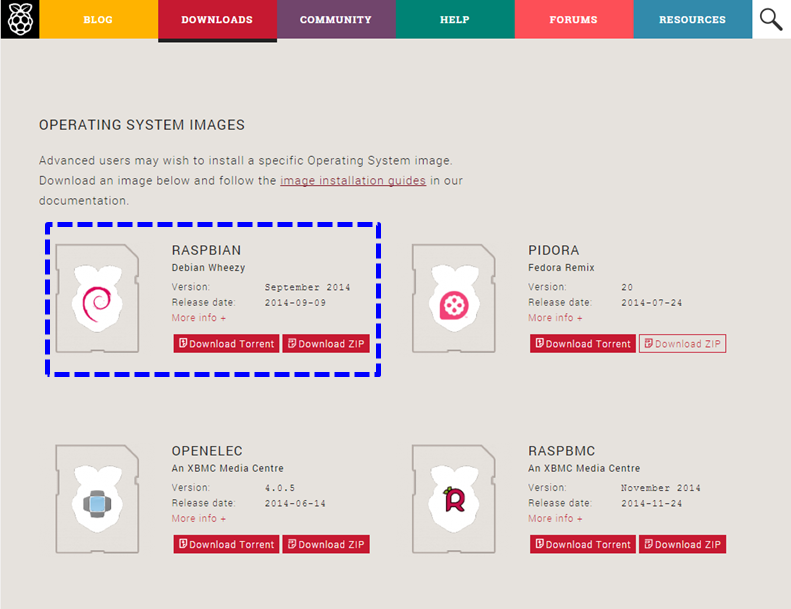 BLOG DOWNLOADS COMMUNITY HELP FORUMS RESOURCES
OPERATING SYSTEM IMAGES
Advanced users may wish to install a specific Operating System image.
Download an image below and follow the image installation guides in our
documentation.
RASPBIAN
Debian Wheezy
Version: September 2014
Release date: 2014-09-09
More info +
Download Torrent Download ZIP
PIDORA
Fedora Remix
Version: 20
Release date: 2014-07-24
More info +
Download Torrent Download ZIP
OPENELEC
An XBMC Media Centre
Version: 4.0.5
Release date: 2014-06-14
More info +
Download Torrent Download ZIP
RASPBMC
An XBMC Media Centre
Version: November 2014
Release date: 2014-11-24
More info +
Download Torrent Download ZIP